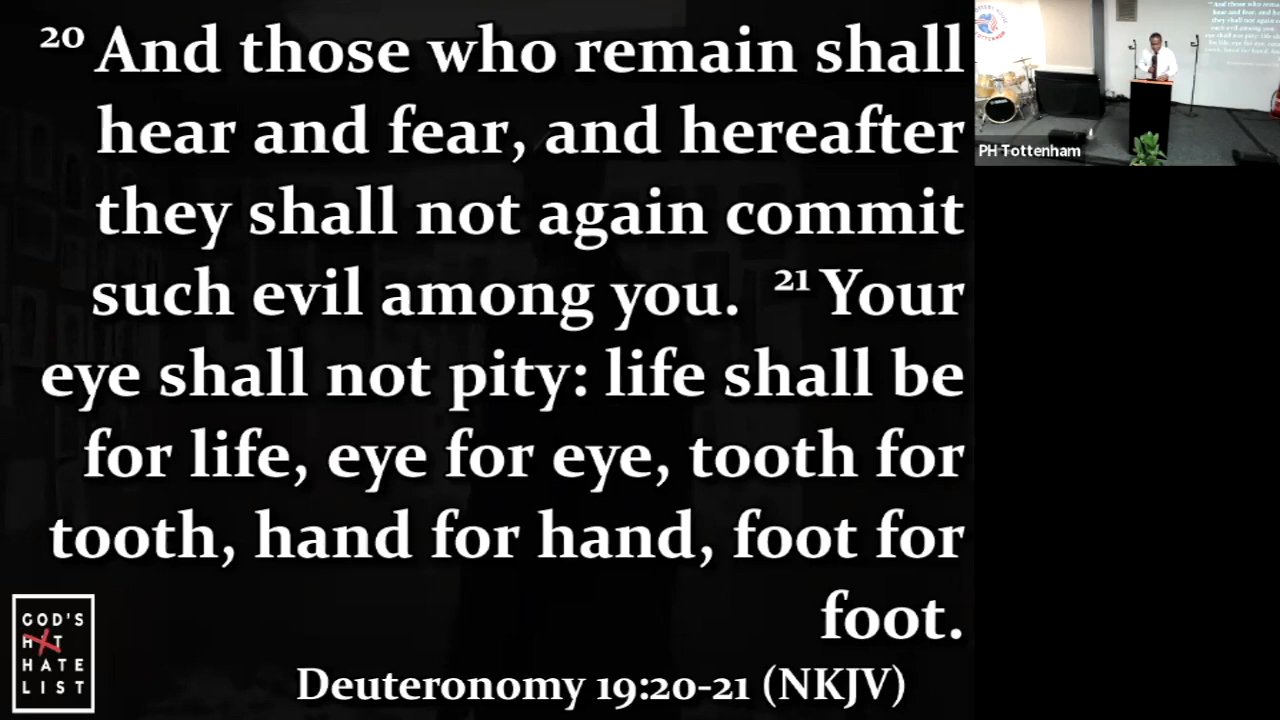 20 And those who remain shall
hear and fear, and hereafter
they shall not again commit
such evil among you. 21 Your
eye shall not pity: life shall be
for life, eye for eye, tooth for
tooth, hand for hand, foot for
foot.
Deuteronomy 19:20-21 (NKJV)
GOD'S
HIT
HATE
LIST
PH Tottenham